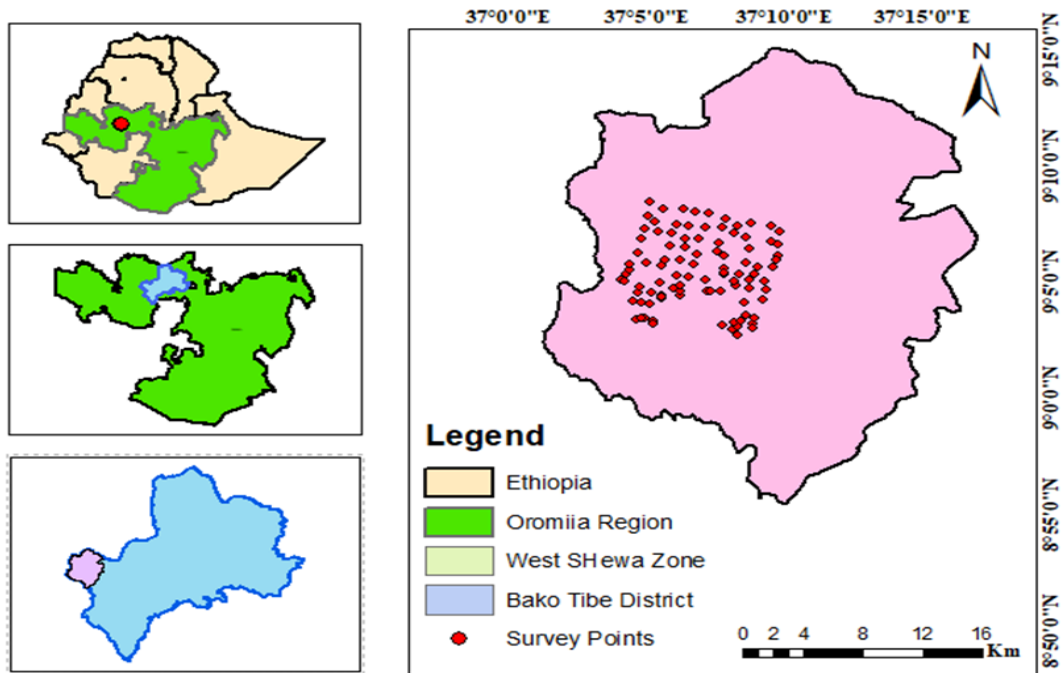 37°0'0"E 37°5'0"E 37°10'0"E 37°15'0"E
N
9°15'0"N
9°10'0"N
9°5'0"N
9°0'0"N
8°55'0"N
8°50'0"N
Legend
Ethiopia
Oromiia Region
West SHewa Zone
Bako Tibe District
Survey Points
0 2 4 8 12 16
Km